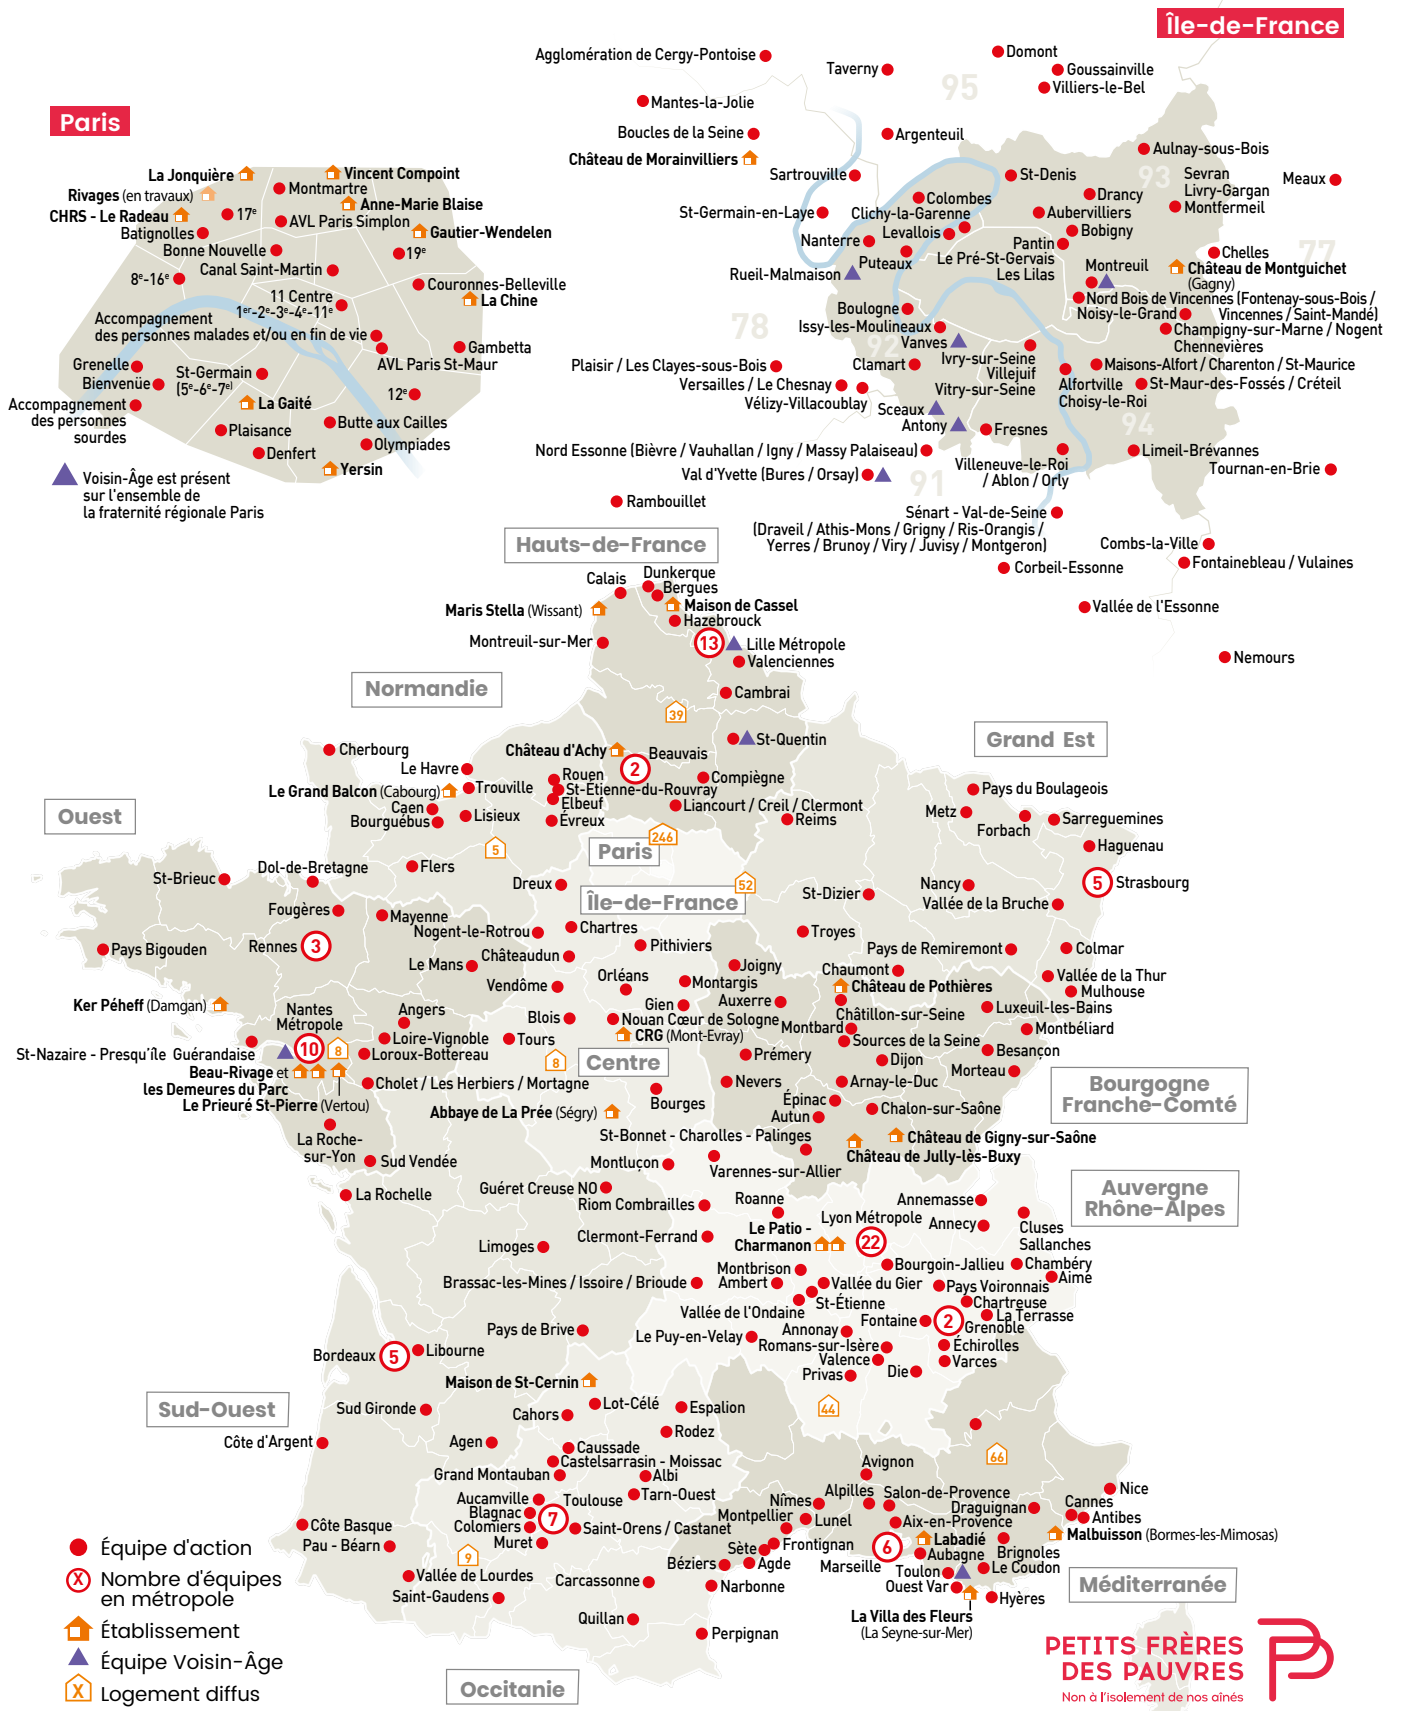 Île-de-France
Agglomération de Cergy-Pontoise
Taverny
Domont
Goussainville
Villiers-le-Bel
95
Mantes-la-Jolie
Boucles de la Seine
Argenteuil
Château de Morainvilliers
Aulnay-sous-Bois
93
Sartrouville
St-Denis
Drancy
Sevran
Livry-Gargan
Montfermeil
Meaux
St-Germain-en-Laye
Colombes
Clichy-la-Garenne
Levallois
Aubervilliers
Bobigny
Nanterre
Puteaux
Pantin
Le Pré-St-Gervais
Les Lilas
Chelles
77
Rueil-Malmaison
Montreuil
Château de Montguichet
(Gagny)
Boulogne
Nord Bois de Vincennes (Fontenay-sous-Bois /
Vincennes / Saint-Mandé)
Noisy-le-Grand
78
Issy-les-Moulineaux
Vanves
92
Champigny-sur-Marne / Nogent
Chennevières
Ivry-sur-Seine
Villejuif
Vitry-sur-Seine
Plaisir / Les Clayes-sous-Bois
Clamart
Maisons-Alfort / Charenton / St-Maurice
Versailles / Le Chesnay
Vélizy-Villacoublay
Alfortville
Choisy-le-Roi
St-Maur-des-Fossés / Créteil
Sceaux
Antony
Fresnes
94
Nord Essonne (Bièvre / Vauhallan / Igny / Massy Palaiseau)
Villeneuve-le-Roi
/ Ablon / Orly
Limeil-Brévannes
Tournan-en-Brie
Val d'Yvette (Bures / Orsay)
91
Rambouillet
Sénart - Val-de-Seine
(Draveil / Athis-Mons / Grigny / Ris-Orangis /
Yerres / Brunoy / Viry / Juvisy / Montgeron)
Combs-la-Ville
Fontainebleau / Vulaines
Corbeil-Essonne
Vallée de l'Essonne
Nemours
Paris
La Jonquière
Vincent Compoint
Rivages (en travaux)
Montmartre
Anne-Marie Blaise
CHRS - Le Radeau
17e
AVL Paris Simplon
Batignolles
Gautier-Wendelen
Bonne Nouvelle
19e
8e-16e
Canal Saint-Martin
Couronnes-Belleville
11 Centre
1er-2e-3e-4e-11e
La Chine
Accompagnement
des personnes malades et/ou en fin de vie
Gambetta
AVL Paris St-Maur
Grenelle
Bienvenüe
St-Germain
(5e-6e-7e)
12e
Accompagnement
des personnes
sourdes
La Gaité
Plaisance
Butte aux Cailles
Denfert
Olympiades
Yersin
Voisin-Âge est présent
sur l'ensemble de
la fraternité régionale Paris
Hauts-de-France
Calais
Dunkerque
Bergues
Maris Stella (Wissant)
Maison de Cassel
Hazebrouck
Montreuil-sur-Mer
13
Lille Métropole
Valenciennes
Cambrai
39
St-Quentin
Château d'Achy
Beauvais
2
Compiègne
Liancourt / Creil / Clermont
Normandie
Cherbourg
Le Havre
Le Grand Balcon (Cabourg)
Trouville
Rouen
St-Étienne-du-Rouvray
Elbeuf
Caen
Bourguébus
Lisieux
Évreux
5
Flers
Grand Est
Pays du Boulageois
Metz
Forbach
Sarreguemines
Reims
Haguenau
5
Strasbourg
Nancy
St-Dizier
Vallée de la Bruche
Troyes
Pays de Remiremont
Colmar
Chaumont
Vallée de la Thur
Mulhouse
Paris
246
Île-de-France
52
Ouest
St-Brieuc
Dol-de-Bretagne
Fougères
Mayenne
Pays Bigouden
Rennes
3
Le Mans
Ker Péheff (Damgan)
Nantes
Métropole
10
8
Angers
Loire-Vignoble
Loroux-Bottereau
St-Nazaire - Presqu'île Guérandaise
Beau-Rivage et
les Demeures du Parc
Le Prieuré St-Pierre (Vertou)
Cholet / Les Herbiers / Mortagne
La Roche-
sur-Yon
Sud Vendée
Dreux
Nogent-le-Rotrou
Chartres
Pithiviers
Châteaudun
Orléans
Vendôme
Montargis
Gien
Blois
Nouan Cœur de Sologne
Tours
CRG (Mont-Evray)
8
Centre
Bourges
Abbaye de La Prée (Ségry)
Joigny
Auxerre
Château de Pothières
Châtillon-sur-Seine
Luxeuil-les-Bains
Montbard
Montbéliard
Sources de la Seine
Prémery
Dijon
Besançon
Nevers
Arnay-le-Duc
Morteau
Épinac
Autun
Chalon-sur-Saône
Bourgogne
Franche-Comté
St-Bonnet - Charolles - Palinges
Château de Gigny-sur-Saône
Château de Jully-lès-Buxy
Montluçon
Varennes-sur-Allier
La Rochelle
Guéret Creuse NO
Riom Combrailles
Roanne
Annemasse
Auvergne
Rhône-Alpes
Lyon Métropole
22
Annecy
Cluses
Sallanches
Le Patio -
Charmanon
Limoges
Clermont-Ferrand
Bourgoin-Jallieu
Chambéry
Aime
Montbrison
Ambert
Brassac-les-Mines / Issoire / Brioude
Vallée du Gier
Pays Voironnais
Chartreuse
La Terrasse
Vallée de l'Ondaine
St-Étienne
Fontaine
2
Grenoble
Pays de Brive
Le Puy-en-Velay
Annonay
Romans-sur-Isère
Échirolles
Valence
Varces
Privas
Die
44
Bordeaux
5
Libourne
Maison de St-Cernin
Sud-Ouest
Sud Gironde
Cahors
Lot-Célé
Espalion
Côte d'Argent
Agen
Rodez
Caussade
Castelsarrasin - Moissac
Grand Montauban
Albi
66
Avignon
Aucamville
Toulouse
Tarn-Ouest
Blagnac
Colomiers
7
Saint-Orens / Castanet
Muret
Alpilles
Salon-de-Provence
Nîmes
Draguignan
Nice
Cannes
Antibes
Montpellier
Lunel
Aix-en-Provence
Malbuisson (Bormes-les-Mimosas)
Côte Basque
Pau - Béarn
9
Sète
Frontignan
6
Marseille
Labadié
Aubagne
Brignoles
Béziers
Agde
Toulon
Le Coudon
Vallée de Lourdes
Carcassonne
Narbonne
Ouest Var
Hyères
Saint-Gaudens
Quillan
La Villa des Fleurs
(La Seyne-sur-Mer)
Méditerranée
Perpignan
Occitanie
Équipe d'action
X
Nombre d'équipes
en métropole
Établissement
Équipe Voisin-Âge
X
Logement diffus
PETITS FRÈRES
DES PAUVRES
Non à l'isolement de nos aînés